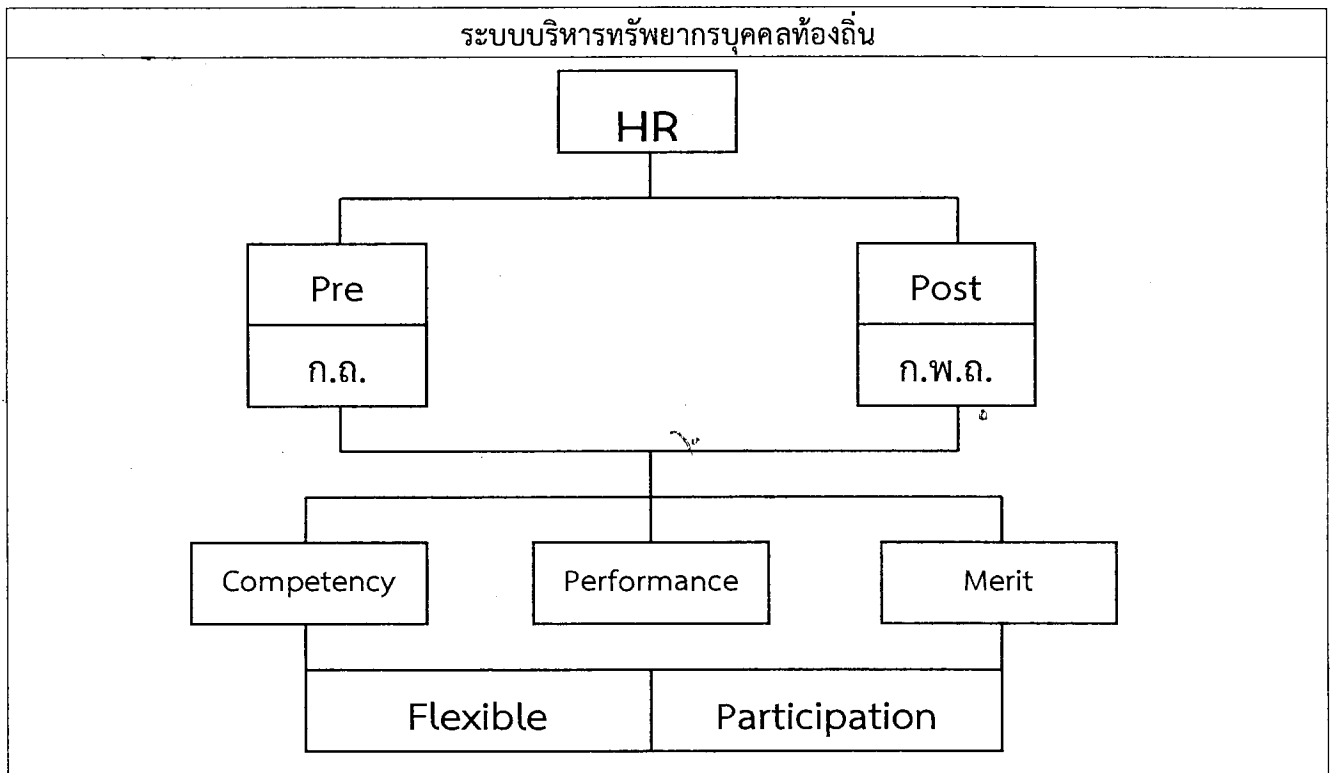 ระบบบริหารทรัพยากรบุคคลท้องถิ่น
HR
Pre
Post
ก.ถ.
ก.พ.ถ.
Competency
Performance
Merit
Flexible
Participation